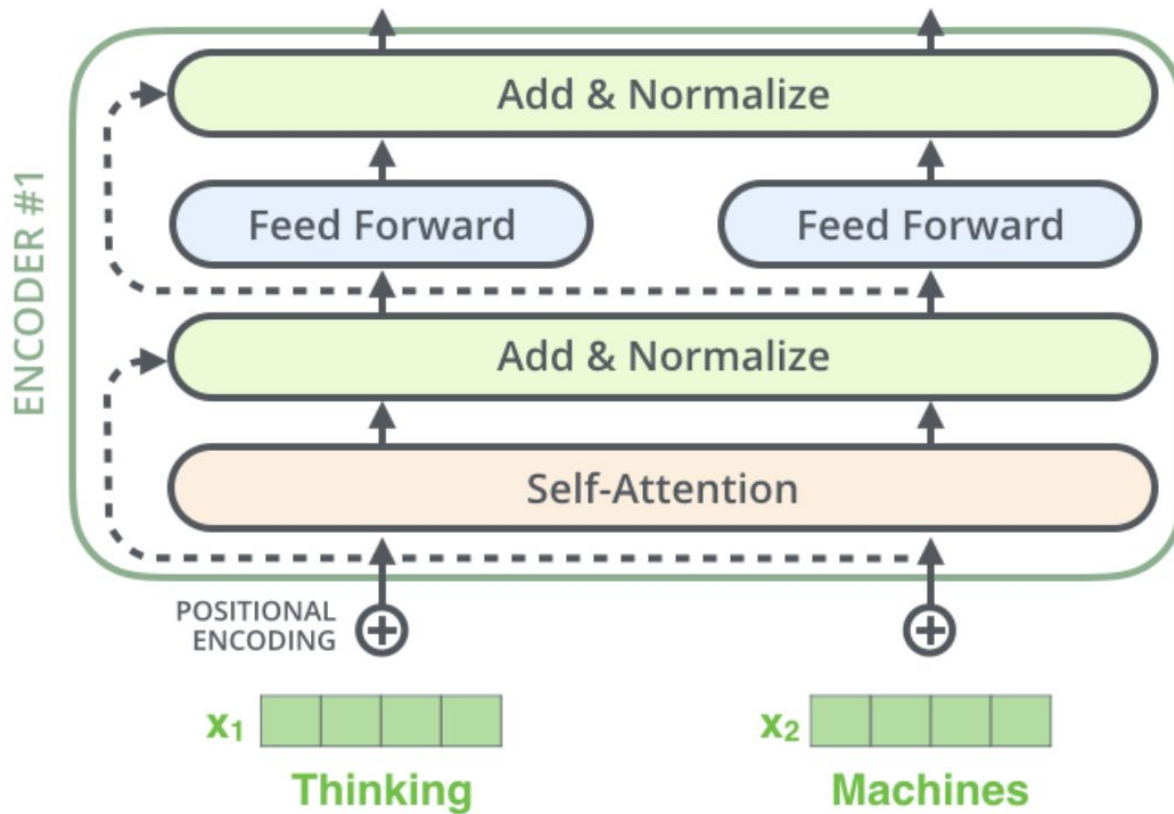 ENCODER #1
Add & Normalize
Feed Forward
Feed Forward
Add & Normalize
Self-Attention
POSITIONAL
ENCODING
x₁
x₂
Thinking
Machines